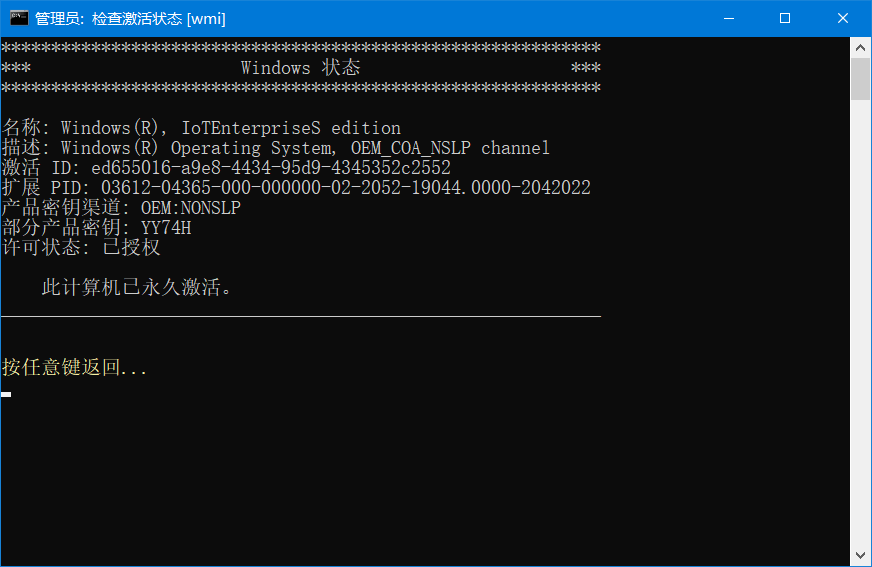 管理员: 检查激活状态 [wmi]
************************************************************
*** Windows 状态 ***
************************************************************
名称: Windows(R), IoTEnterpriseS edition
描述: Windows(R) Operating System, OEM_COA_NSLP channel
激活 ID: ed655016-a9e8-4434-95d9-4345352c2552
扩展 PID: 03612-04365-000-000000-02-2052-19044.0000-2042022
产品密钥渠道: OEM:NONSLP
部分产品密钥: YY74H
许可状态: 已授权
此计算机已永久激活。
____________________________________________________________
按任意键返回...